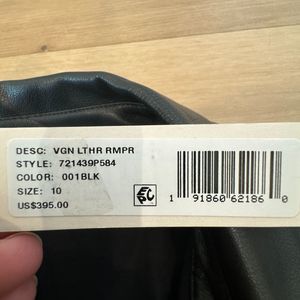 DESC: VGN LTHR RMPR
STYLE: 721439P584
COLOR: 001BLK
SIZE: 10
US$395.00
1 91860 62186 0